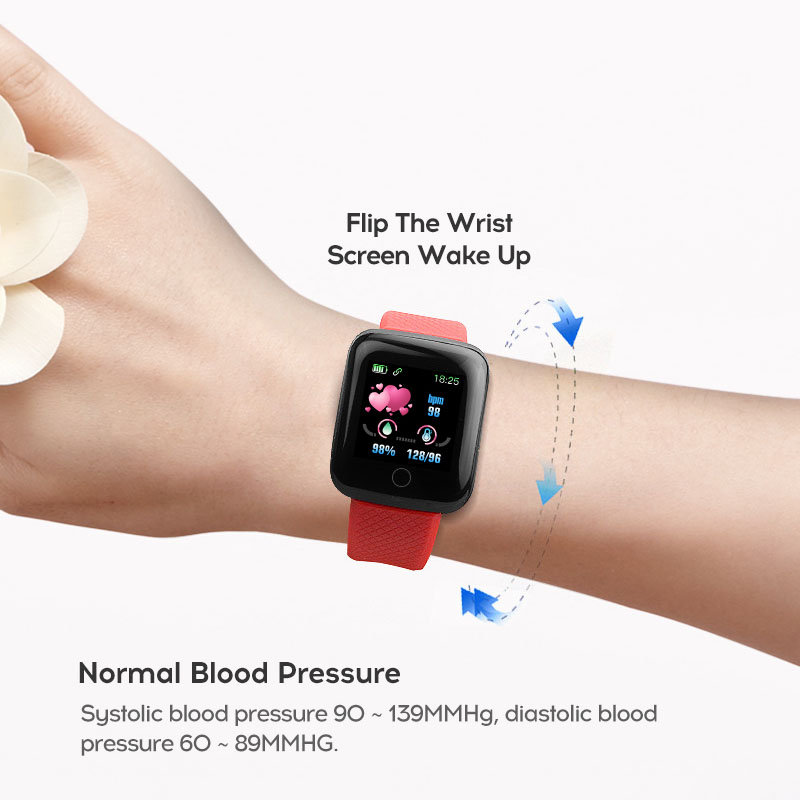 Flip The Wrist
Screen Wake Up
18:25
bpm
98
98% 128/96
Normal Blood Pressure
Systolic blood pressure 90 ~ 139MMHg, diastolic blood
pressure 60 ~ 89MMHG.